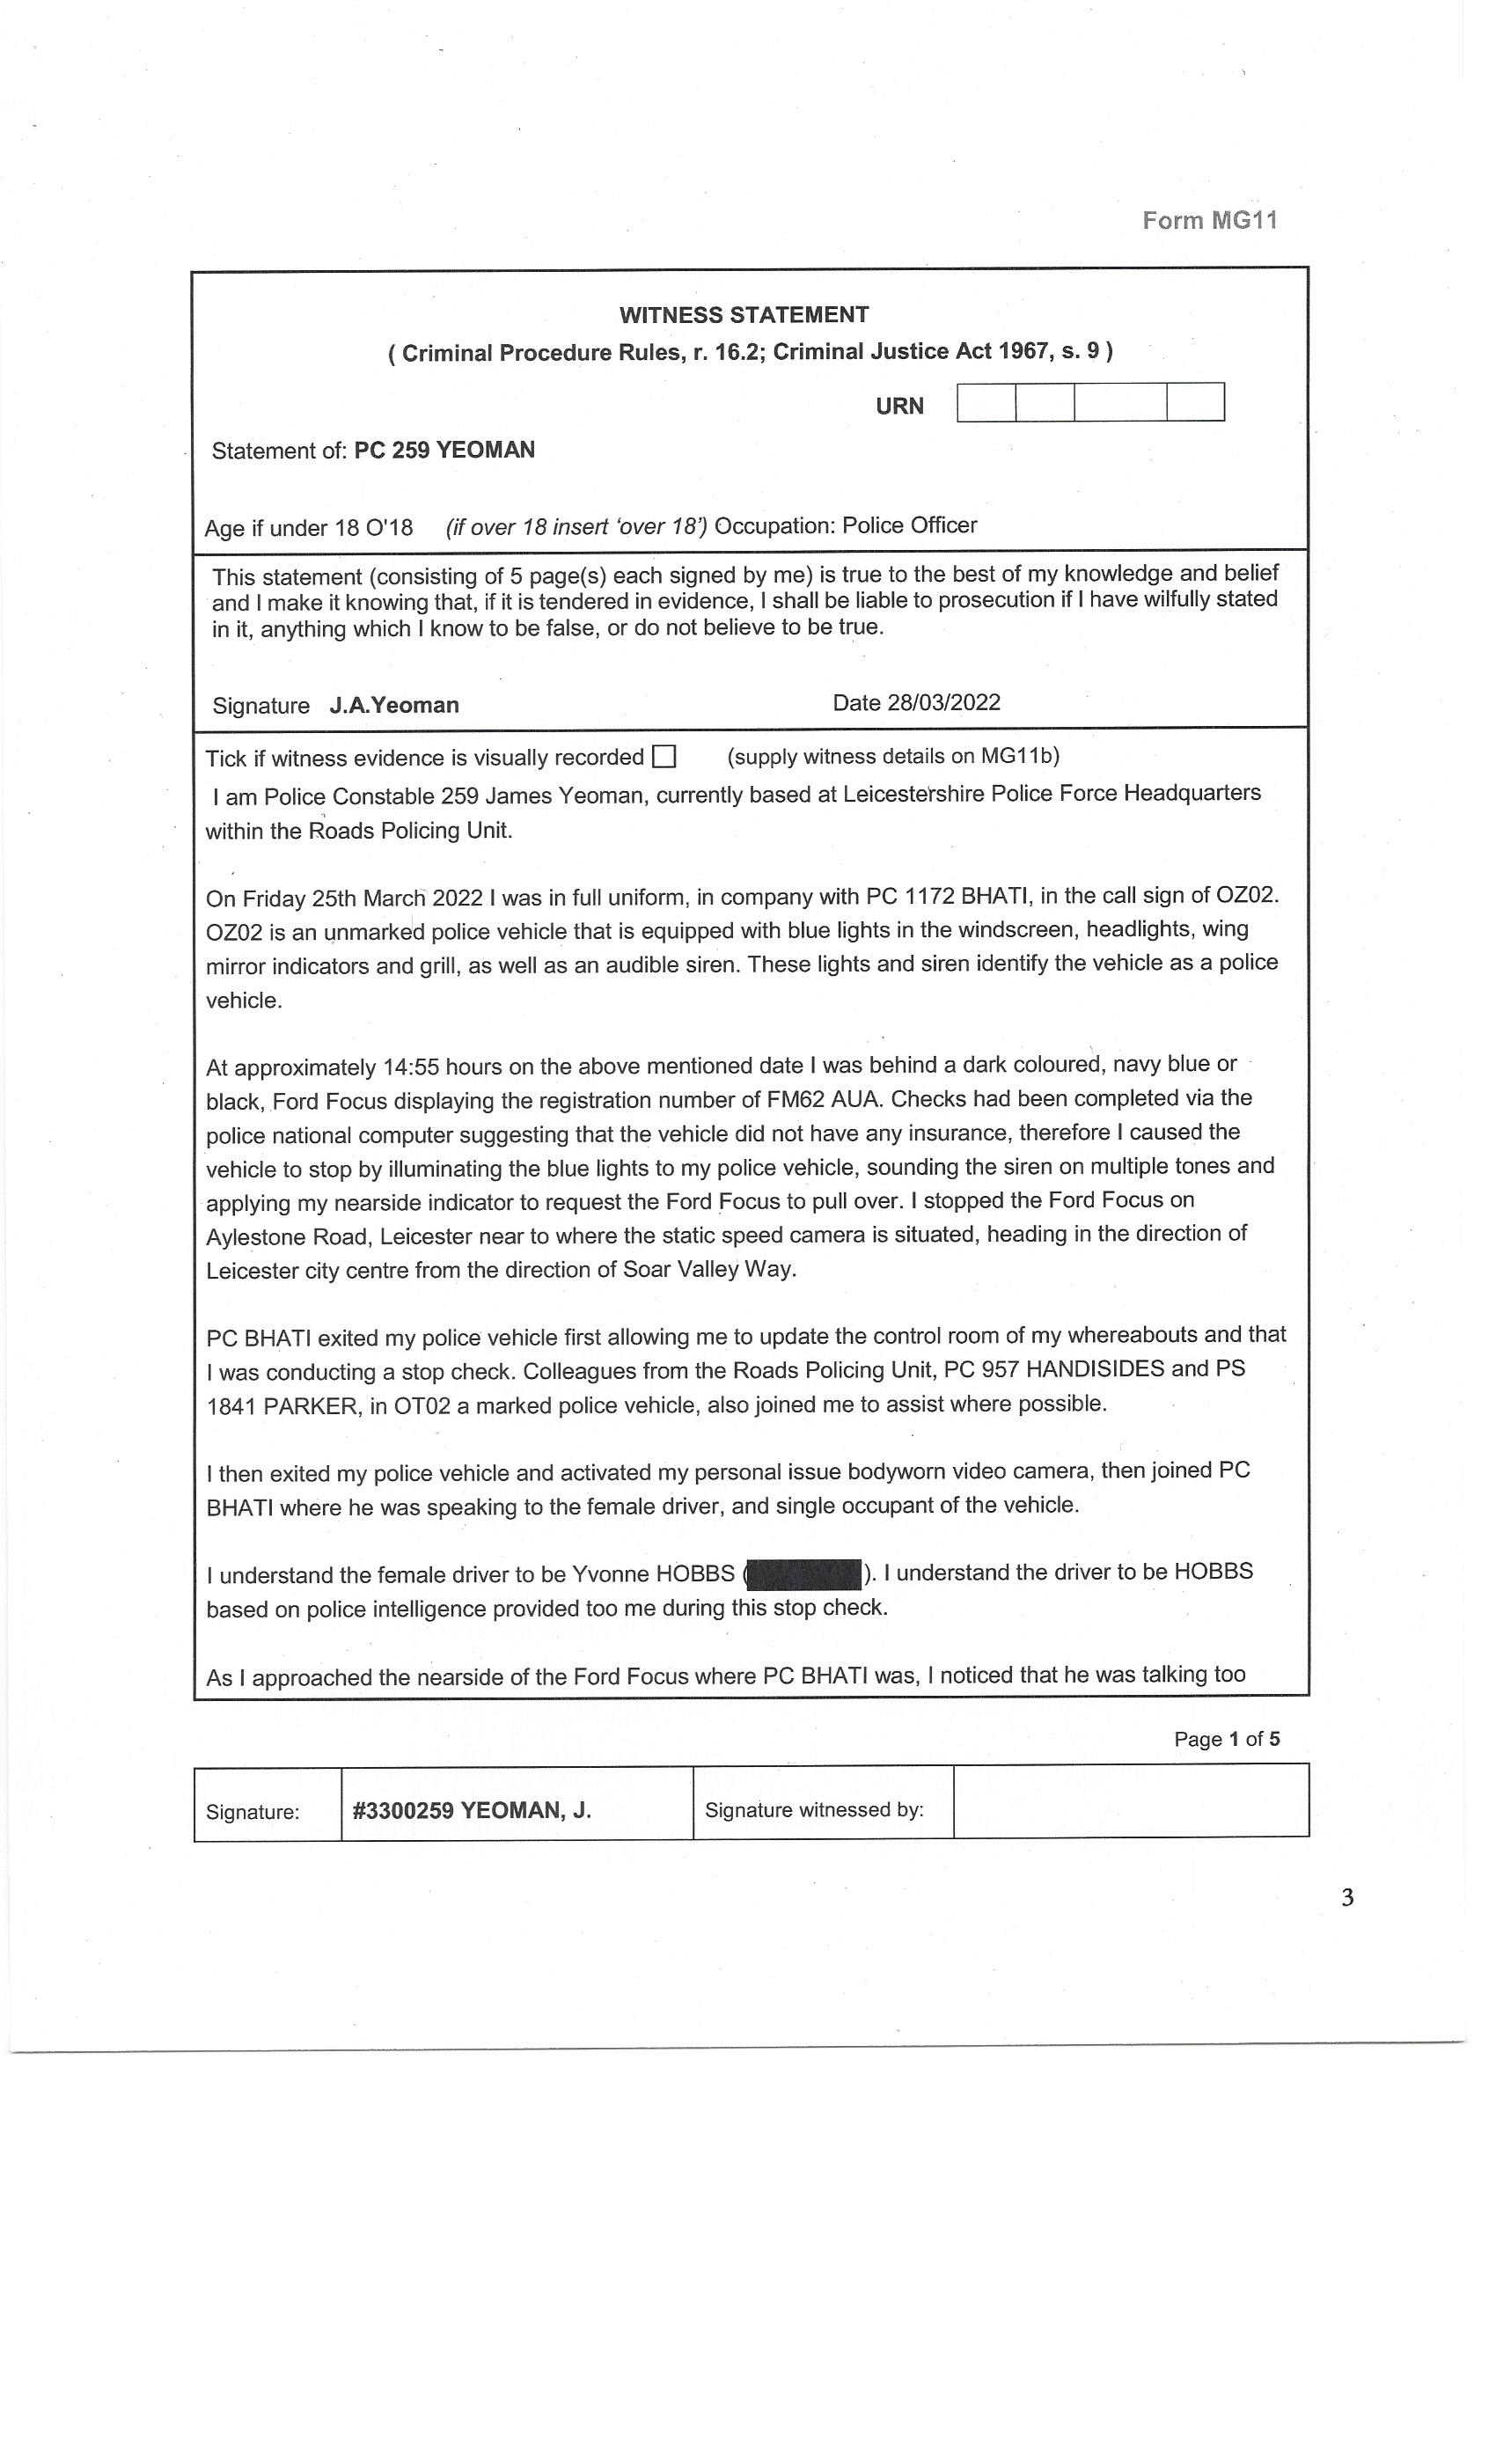 Form MG11
WITNESS STATEMENT
( Criminal Procedure Rules, r. 16.2; Criminal Justice Act 1967, s. 9 )
URN
Statement of: PC 259 YEOMAN
Age if under 18 O'18 (if over 18 insert ‘over 18’) Occupation: Police Officer
This statement (consisting of 5 page(s) each signed by me) is true to the best of my knowledge and belief
and I make it knowing that, if it is tendered in evidence, I shall be liable to prosecution if I have wilfully stated
in it, anything which I know to be false, or do not believe to be true.
Signature J.A.Yeoman Date 28/03/2022
Tick if witness evidence is visually recorded (supply witness details on MG11b)
I am Police Constable 259 James Yeoman, currently based at Leicestershire Police Force Headquarters
within the Roads Policing Unit.
On Friday 25th March 2022 I was in full uniform, in company with PC 1172 BHATI, in the call sign of OZ02.
OZ02 is an unmarked police vehicle that is equipped with blue lights in the windscreen, headlights, wing
mirror indicators and grill, as well as an audible siren. These lights and siren identify the vehicle as a police
vehicle.
At approximately 14:55 hours on the above mentioned date I was behind a dark coloured, navy blue or
black, Ford Focus displaying the registration number of FM62 AUA. Checks had been completed via the
police national computer suggesting that the vehicle did not have any insurance, therefore I caused the
vehicle to stop by illuminating the blue lights to my police vehicle, sounding the siren on multiple tones and
applying my nearside indicator to request the Ford Focus to pull over. I stopped the Ford Focus on
Aylestone Road, Leicester near to where the static speed camera is situated, heading in the direction of
Leicester city centre from the direction of Soar Valley Way.
PC BHATI exited my police vehicle first allowing me to update the control room of my whereabouts and that
I was conducting a stop check. Colleagues from the Roads Policing Unit, PC 957 HANDISIDES and PS
1841 PARKER, in OT02 a marked police vehicle, also joined me to assist where possible.
I then exited my police vehicle and activated my personal issue bodyworn video camera, then joined PC
BHATI where he was speaking to the female driver, and single occupant of the vehicle.
I understand the female driver to be Yvonne HOBBS ( ). I understand the driver to be HOBBS
based on police intelligence provided too me during this stop check.
As I approached the nearside of the Ford Focus where PC BHATI was, I noticed that he was talking too
Page 1 of 5
Signature: #3300259 YEOMAN, J. Signature witnessed by:
3